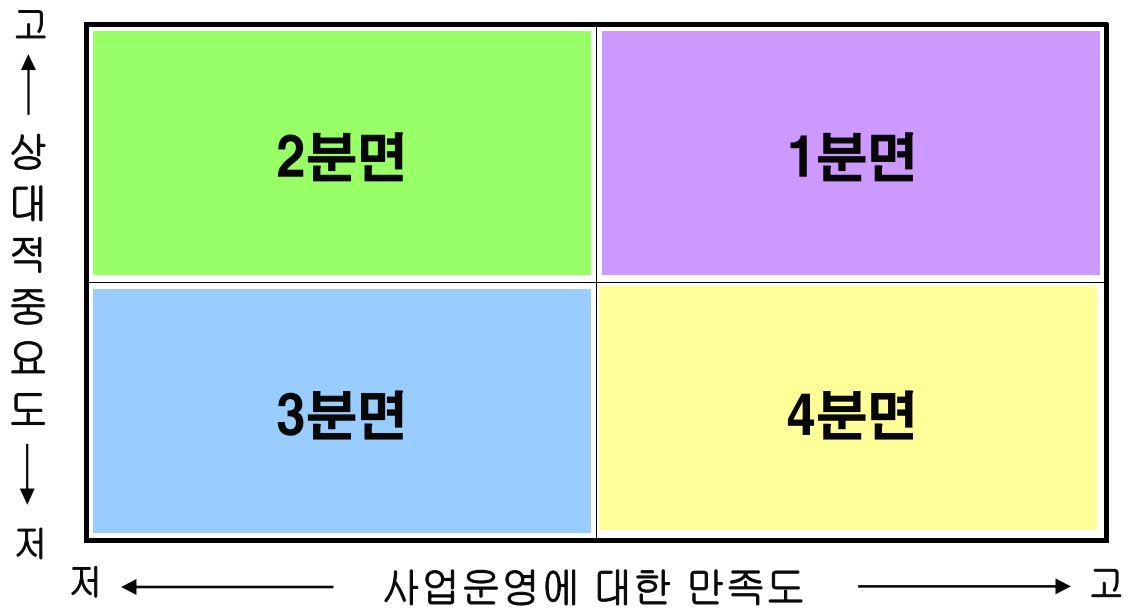 고
상대적중요도
저
2분면
1분면
3분면
4분면
저
사업운영에 대한 만족도
고